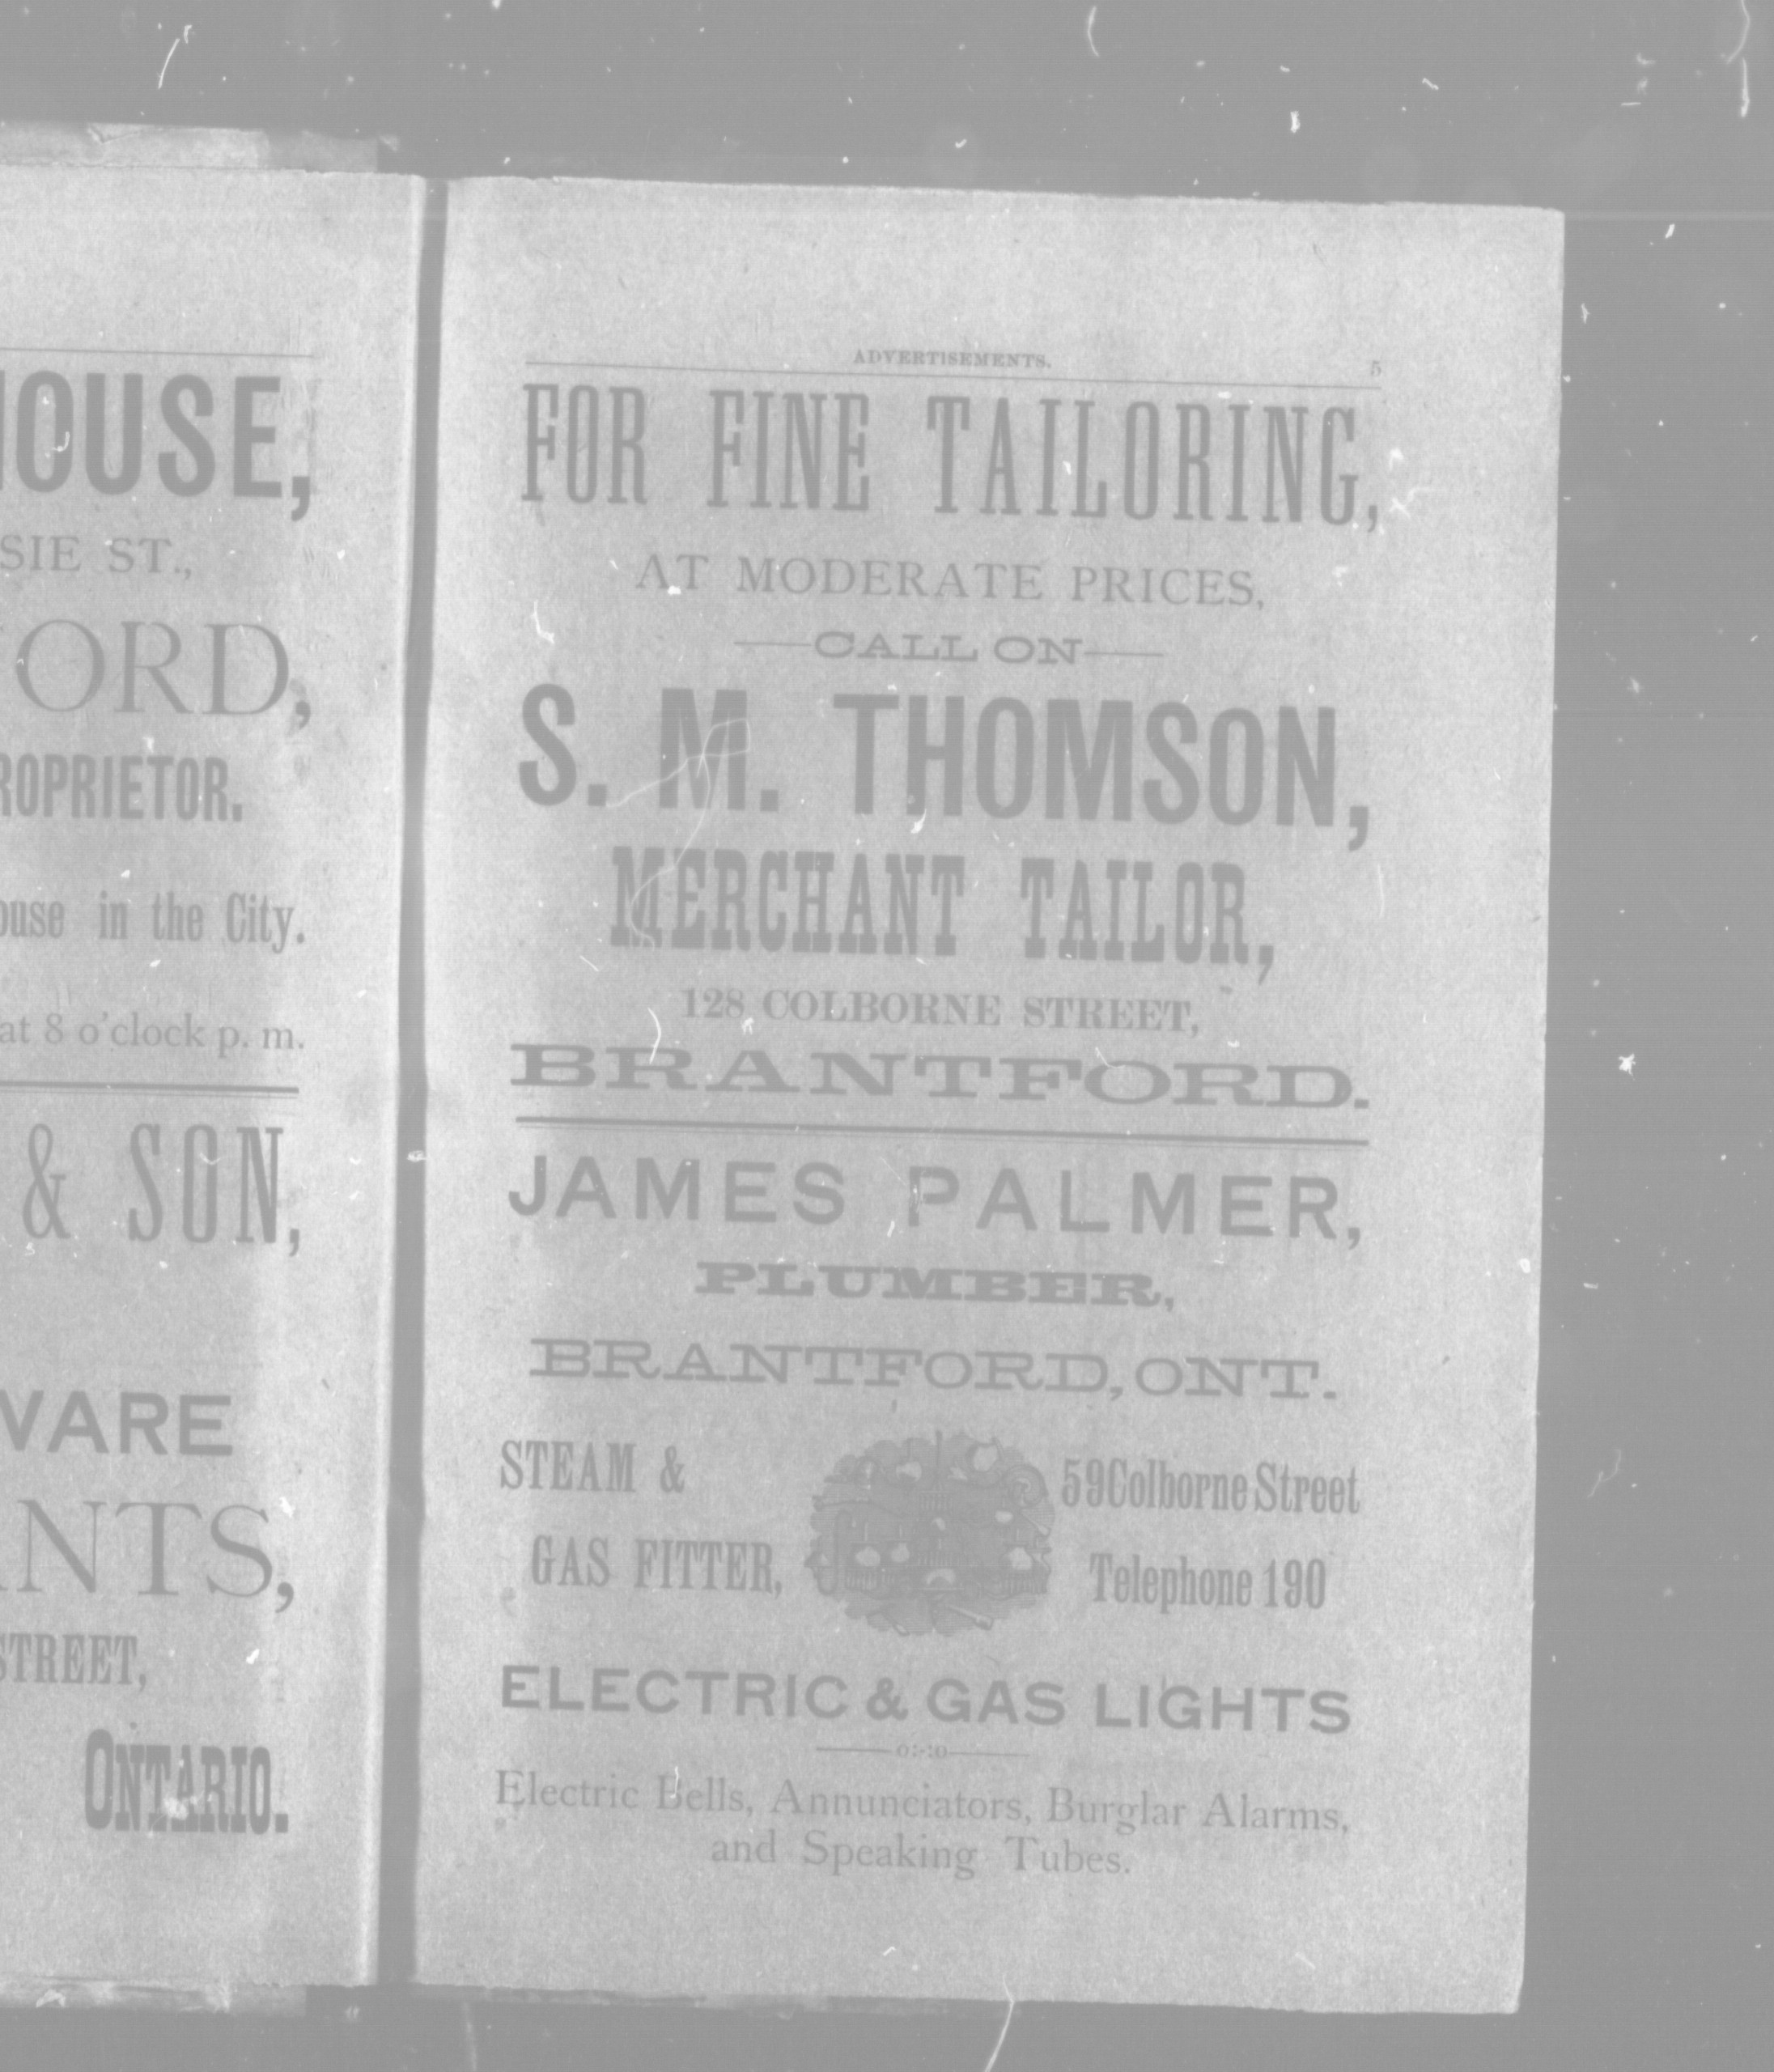 OUSE,
SIE ST.,
ORD,
ROPRIETOR.
ouse in the City.
at 8 o'clock p. m.
& SON,
WARE
NTS,
STREET,
ONTARIO.
ADVERTISEMENTS. 5
FOR FINE TAILORING,
AT MODERATE PRICES,
—CALL ON—
S. M. THOMSON,
MERCHANT TAILOR,
128 COLBORNE STREET,
BRANTFORD.
JAMES PALMER,
PLUMBER,
BRANTFORD, ONT.
STEAM &
GAS FITTER,
59 Colborne Street
Telephone 190
ELECTRIC & GAS LIGHTS
Electric Bells, Annunciators, Burglar Alarms,
and Speaking Tubes.